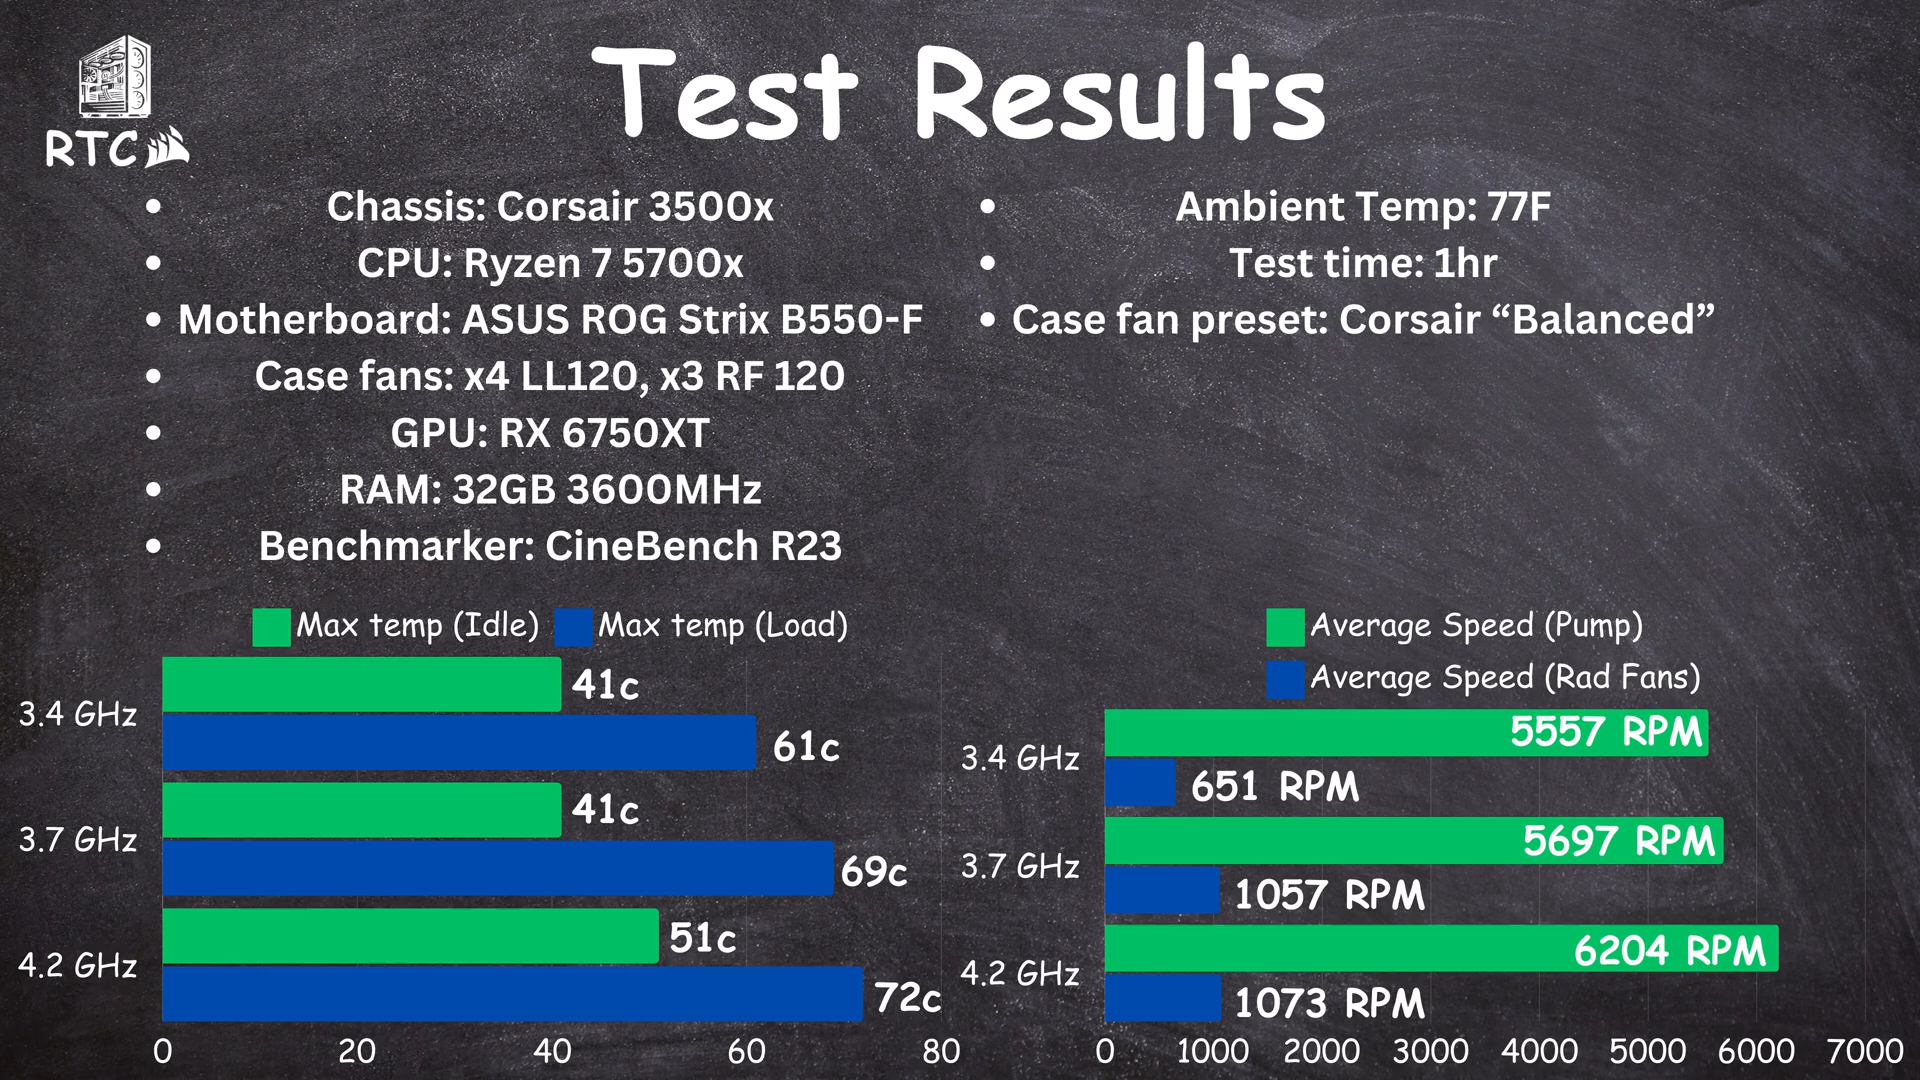 RTC
Test Results
• Chassis: Corsair 3500x
• CPU: Ryzen 7 5700x
• Motherboard: ASUS ROG Strix B550-F
• Case fans: x4 LL120, x3 RF 120
• GPU: RX 6750XT
• RAM: 32GB 3600MHz
• Benchmarker: CineBench R23
• Ambient Temp: 77F
• Test time: 1hr
• Case fan preset: Corsair “Balanced”
Max temp (Idle) Max temp (Load)
3.4 GHz
41c
61c
3.7 GHz
41c
69c
4.2 GHz
51c
72c
0 20 40 60 80
Average Speed (Pump)
Average Speed (Rad Fans)
3.4 GHz
5557 RPM
651 RPM
3.7 GHz
5697 RPM
1057 RPM
4.2 GHz
6204 RPM
1073 RPM
0 1000 2000 3000 4000 5000 6000 7000